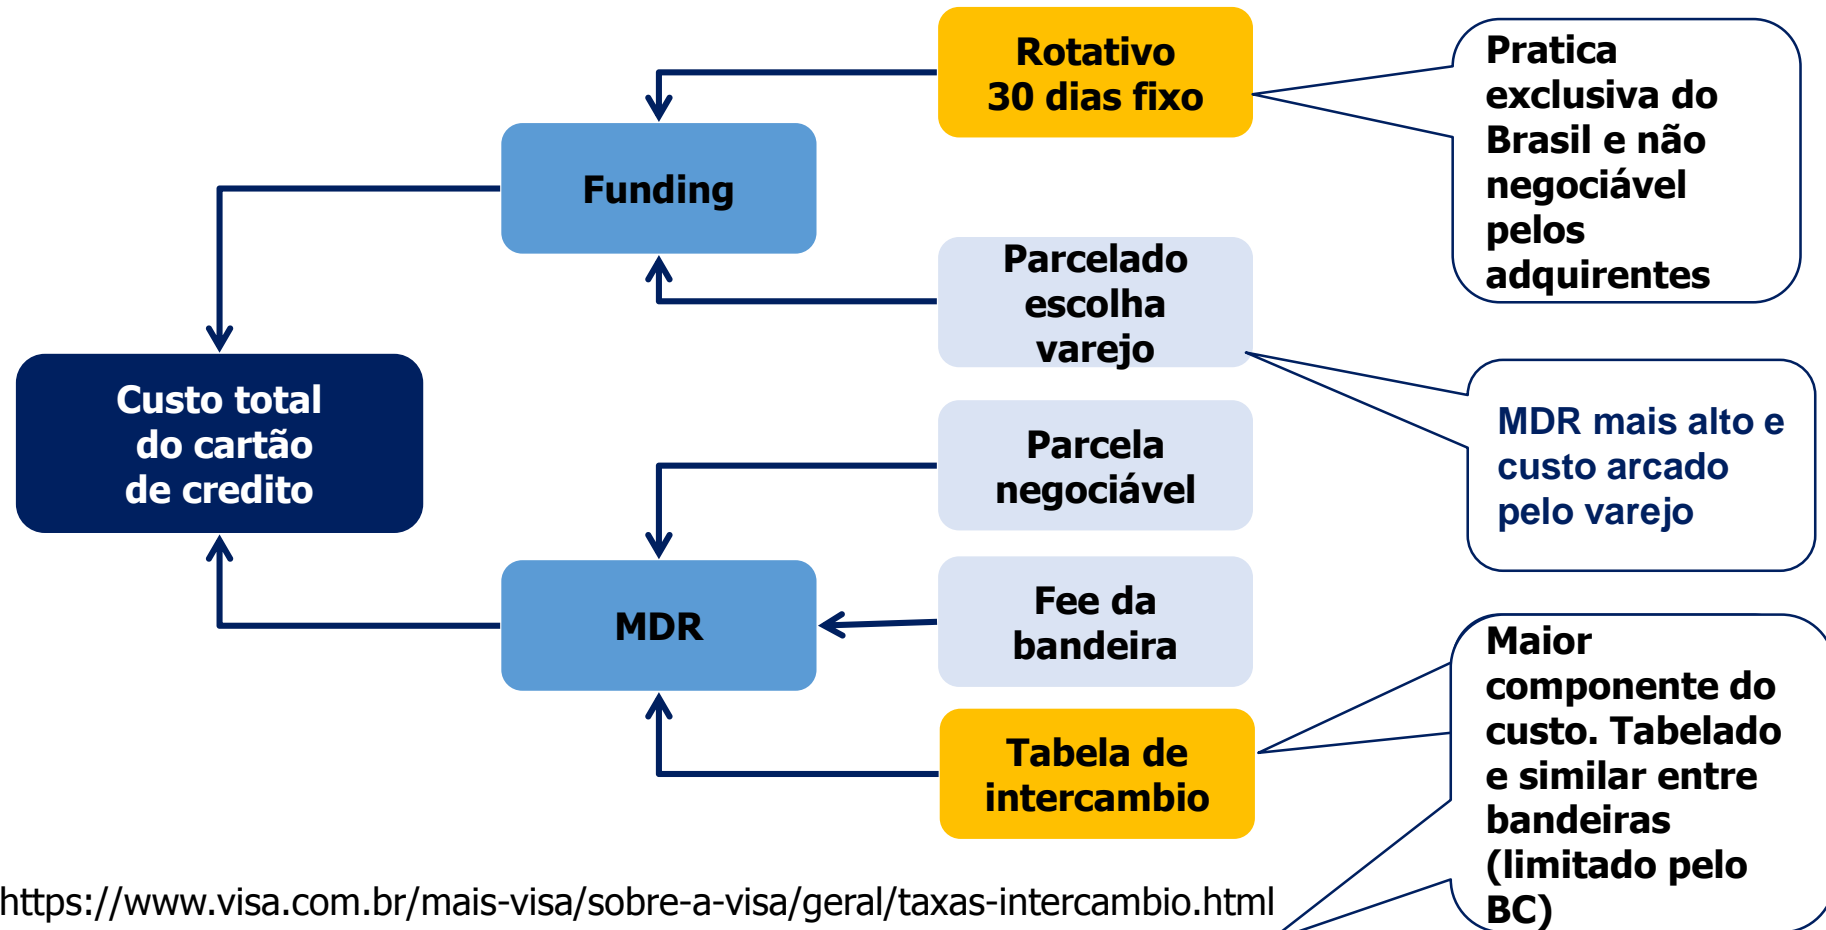 Rotativo
30 dias fixo
Pratica
exclusiva do
Brasil e não
negociável
pelos
adquirentes
Funding
Parcelado
escolha
varejo
Custo total
do cartão
de credito
MDR mais alto e
custo arcado
pelo varejo
Parcela
negociável
MDR
Fee da
bandeira
Tabela de
intercambio
Maior
componente do
custo. Tabelado
e similar entre
bandeiras
(limitado pelo
BC)
https://www.visa.com.br/mais-visa/sobre-a-visa/geral/taxas-intercambio.html